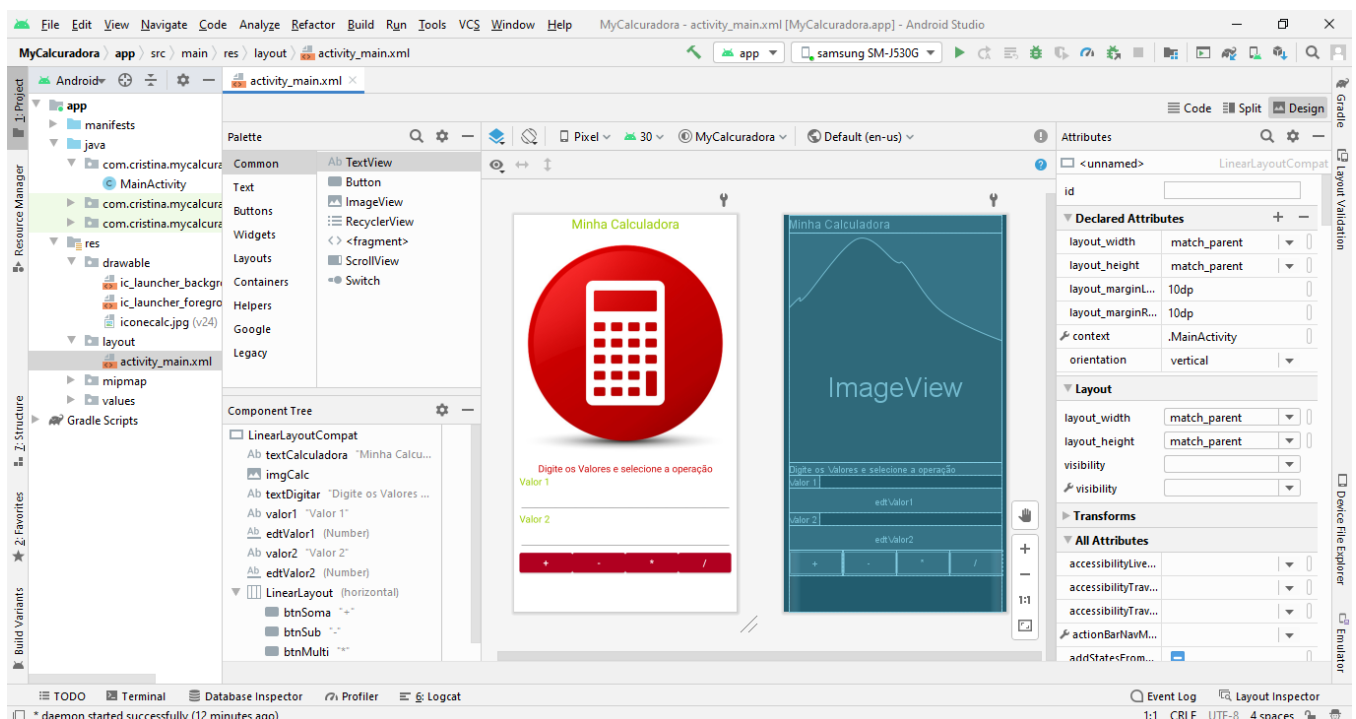 File Edit View Navigate Code Analyze Refactor Build Run Tools VCS Window Help MyCalcuradora - activity_main.xml [MyCalcuradora.app] - Android Studio
MyCalcuradora app src main res layout activity_main.xml
app
samsung SM-J530G
1: Project
Resource Manager
Z: Structure
2: Favorites
Build Variants
Android
app
manifests
java
com.cristina.mycalcura
MainActivity
com.cristina.mycalcura
com.cristina.mycalcura
res
drawable
ic_launcher_backgr
ic_launcher_foregro
iconecalc.jpg (v24)
layout
activity_main.xml
mipmap
values
Gradle Scripts
activity_main.xml
Code Split Design
Palette
Common
Text
Buttons
Widgets
Layouts
Containers
Helpers
Google
Legacy
Ab TextView
Button
ImageView
RecyclerView
<> <fragment>
ScrollView
Switch
Component Tree
LinearLayoutCompat
Ab textCalculadora "Minha Calcu...
imgCalc
Ab textDigitar "Digite os Valores ...
Ab valor1 "Valor 1"
Ab edtValor1 (Number)
Ab valor2 "Valor 2"
Ab edtValor2 (Number)
LinearLayout (horizontal)
btnSoma "+"
btnSub "-"
btnMulti "*"
Pixel 30 MyCalcuradora Default (en-us)
Minha Calculadora
Digite os Valores e selecione a operação
Valor 1
Valor 2
+ - * /
Minha Calculadora
ImageView
Digite os Valores e selecione a operação
Valor 1
edtValor1
Valor 2
edtValor2
+ - * /
1:1
Attributes
<unnamed> LinearLayoutCompat
id
Declared Attributes
layout_width match_parent
layout_height match_parent
layout_marginL... 10dp
layout_marginR... 10dp
context .MainActivity
orientation vertical
Layout
layout_width match_parent
layout_height match_parent
visibility
visibility
Transforms
All Attributes
accessibilityLive...
accessibilityTrav...
accessibilityTrav...
actionBarNavM...
addStatesFrom...
Gradle
Layout Validation
Device File Explorer
Emulator
TODO Terminal Database Inspector Profiler 6: Logcat Event Log Layout Inspector
* daemon started successfully (12 minutes ago) 1:1 CRLF UTF-8 4 spaces